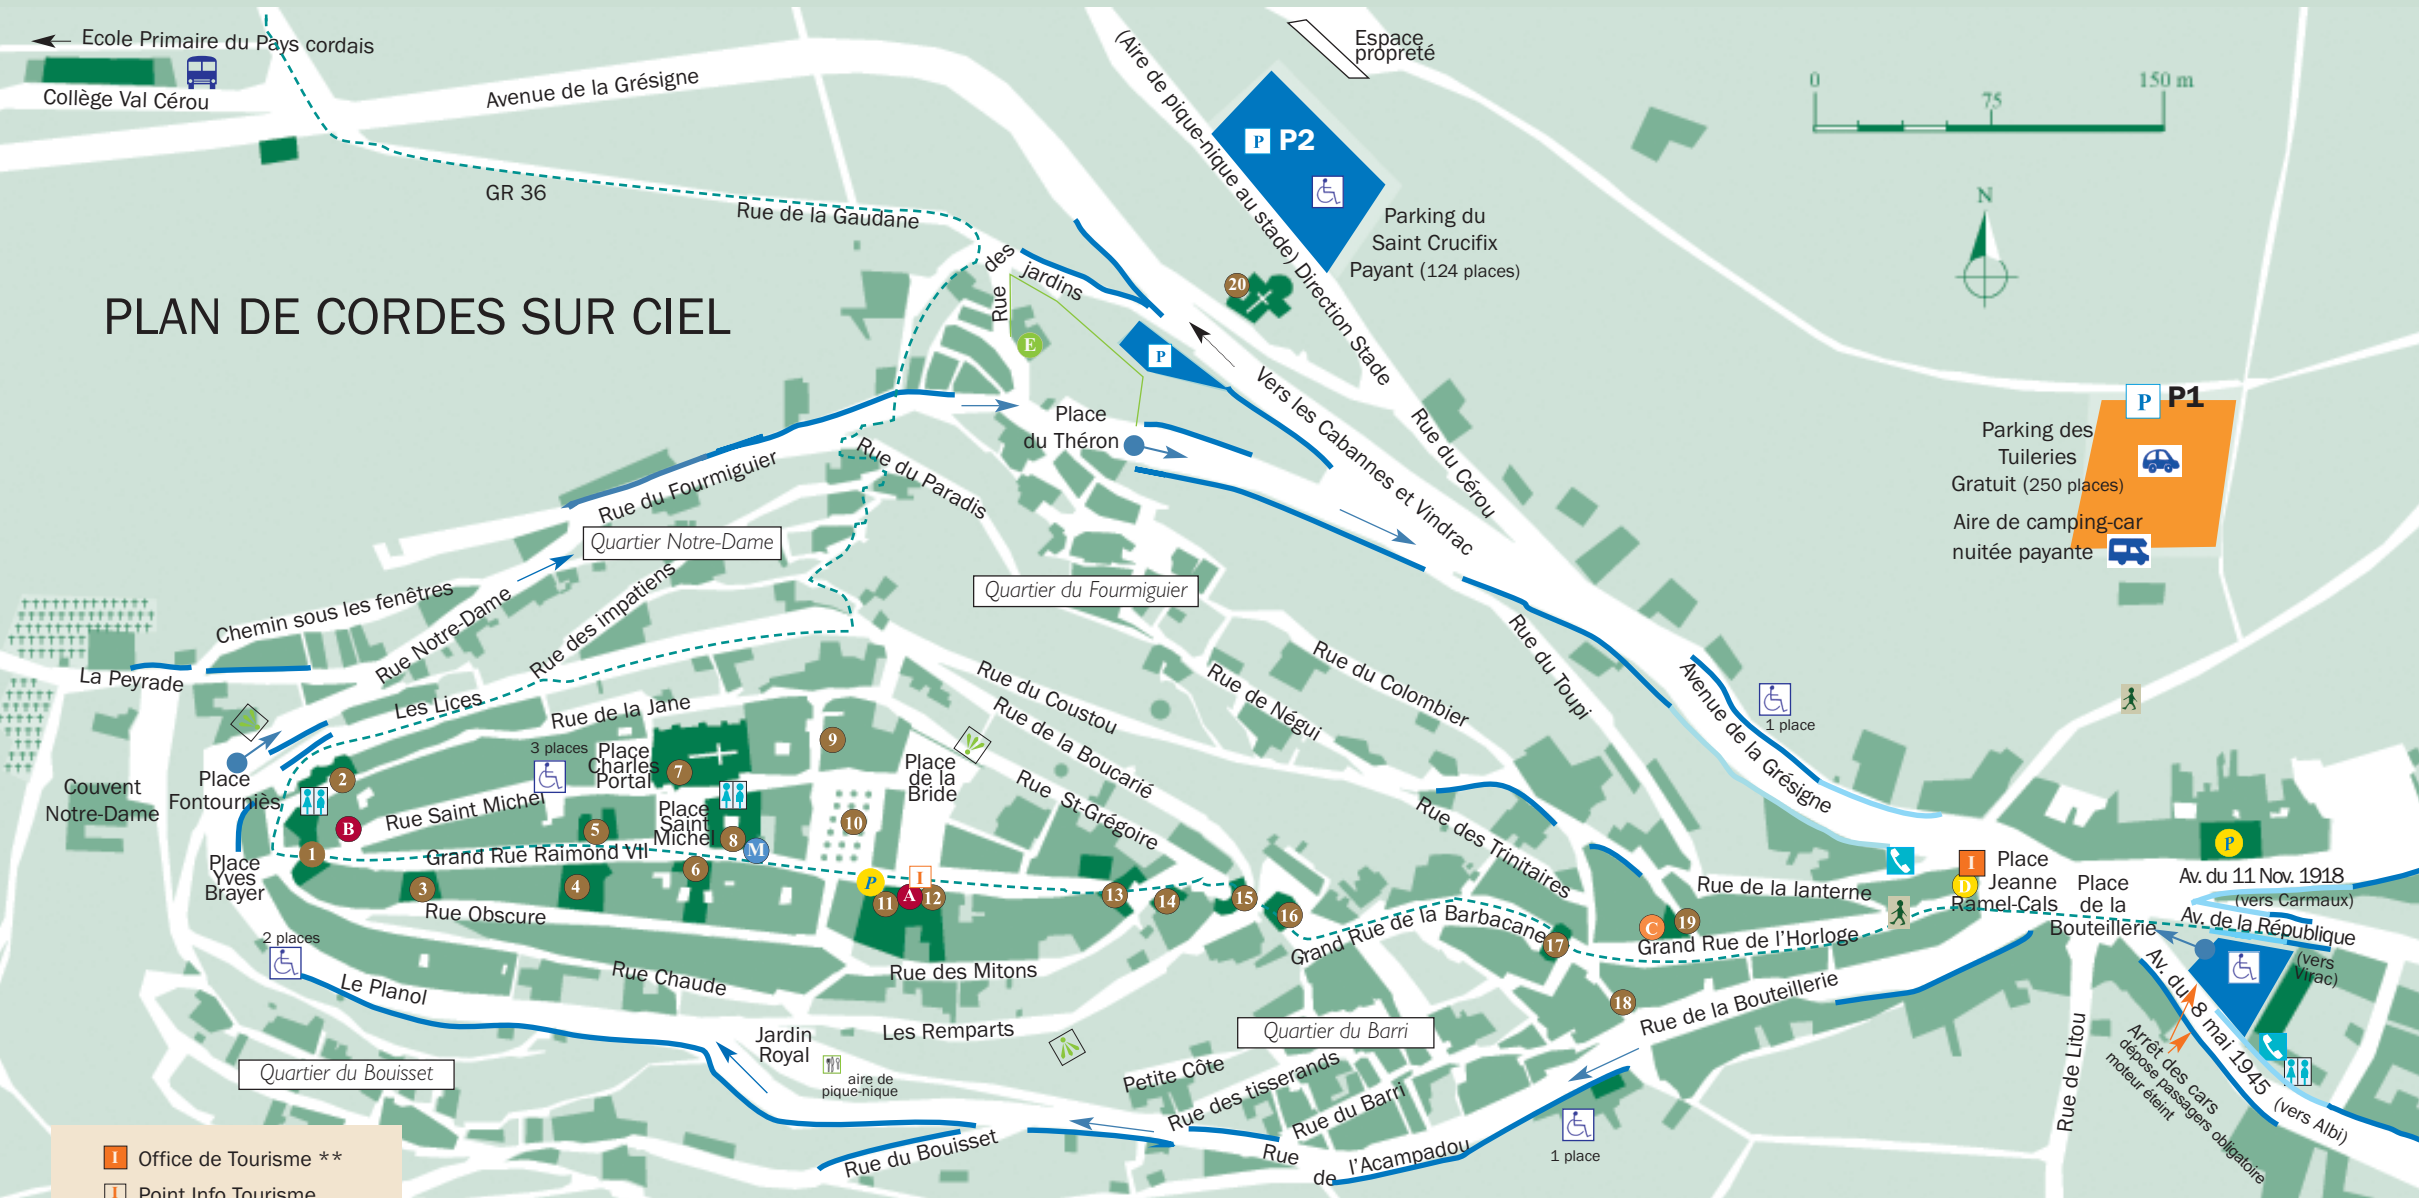 Ecole Primaire du Pays cordais
Collège Val Cérou
Avenue de la Grésigne
GR 36
Rue de la Gaudane
PLAN DE CORDES SUR CIEL
(Aire de pique-nique au stade) Direction Stade
Espace
propreté
P P2
Parking du
Saint Crucifix
Payant (124 places)
0
75
150 m
N
Rue des jardins
E
20
P
Vers les Cabannes et Vindrac
Rue du Cérou
Place
du Théron
P P1
Parking des
Tuileries
Gratuit (250 places)
Aire de camping-car
nuitée payante
Rue du Fourmiguier
Rue du Paradis
Quartier Notre-Dame
Quartier du Fourmiguier
Chemin sous les fenêtres
Rue Notre-Dame
Rue des impatiens
La Peyrade
Les Lices
Rue de la Jane
Rue du Coustou
Rue de la Boucarié
Rue St-Grégoire
Rue de Négui
Rue du Colombier
Rue du Toupi
Avenue de la Grésigne
1 place
Couvent
Notre-Dame
Place
Fontourniès
2
B
1
3 places
Place
Charles
Portal
7
9
Place
de la
Bride
Rue Saint Michel
5
Place
Saint
Michel
8
M
10
Grand Rue Raimond VII
Place
Yves
Brayer
3
4
6
P
I
11
A
12
13
14
15
16
Rue Obscure
Rue des Trinitaires
Grand Rue de la Barbacane
17
C
19
Rue de la lanterne
Grand Rue de l'Horloge
18
I
D
Place
Jeanne
Ramel-Cals
Place
de la
Bouteillerie
P
Av. du 11 Nov. 1918
(vers Carmaux)
Av. de la République
(vers
Virac)
2 places
Le Planol
Rue Chaude
Rue des Mitons
Les Remparts
Jardin
Royal
aire de
pique-nique
Quartier du Bouisset
Quartier du Barri
Rue de la Bouteillerie
Petite Côte
Rue des tisserands
Rue du Barri
Rue du Bouisset
Rue de l'Acampadou
1 place
Rue de Litou
Av. du 8 mai 1945 (vers Albi)
Arrêt des cars
dépose passagers obligatoire
moteur éteint
I Office de Tourisme **
I Point Info Tourisme